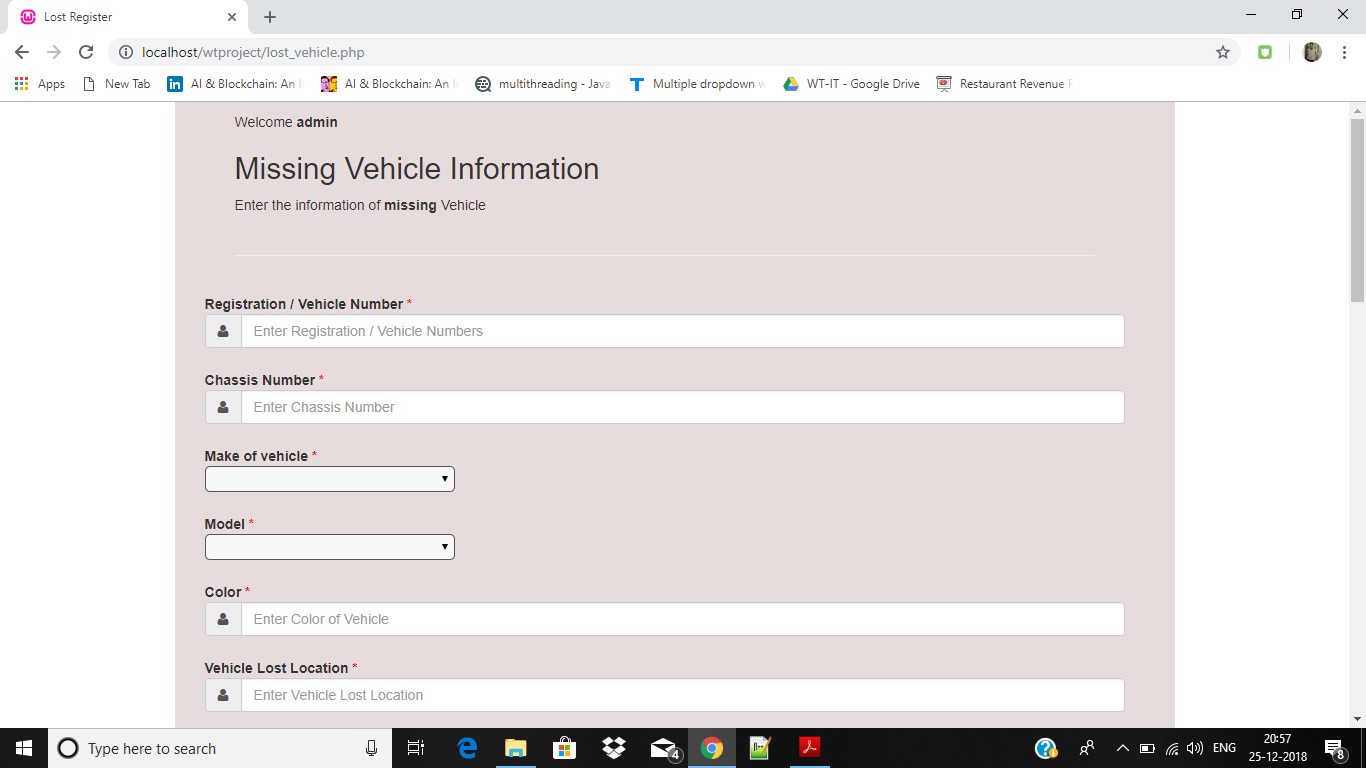 Lost Register
localhost/wtproject/lost_vehicle.php
Apps
New Tab
AI & Blockchain: An
AI & Blockchain: An
multithreading - Java
Multiple dropdown
WT-IT - Google Drive
Restaurant Revenue
Welcome admin
Missing Vehicle Information
Enter the information of missing Vehicle
Registration / Vehicle Number *
Enter Registration / Vehicle Numbers
Chassis Number *
Enter Chassis Number
Make of vehicle *
Model *
Color *
Enter Color of Vehicle
Vehicle Lost Location *
Enter Vehicle Lost Location
Type here to search
4
ENG
20:57
25-12-2018
8